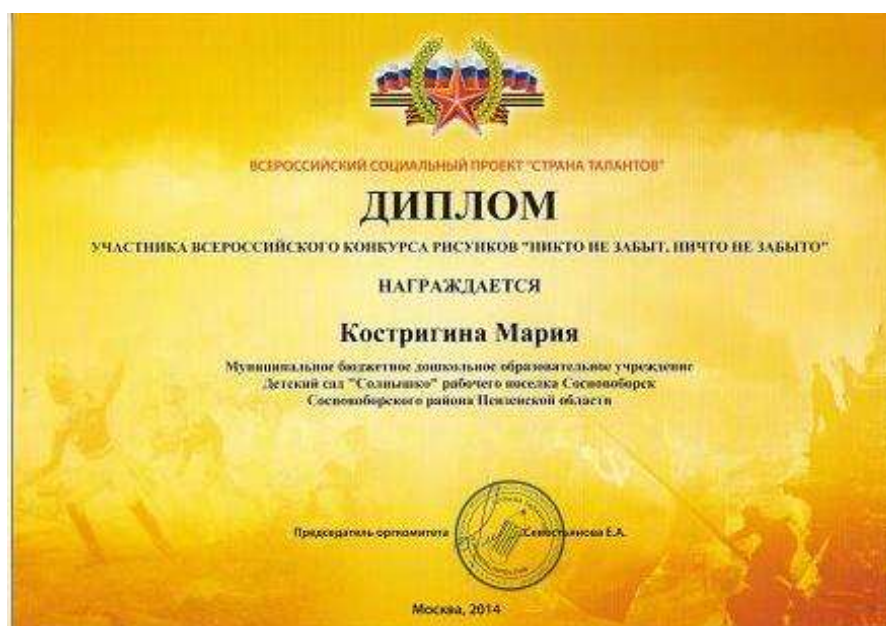 ВСЕРОССИЙСКИЙ СОЦИАЛЬНЫЙ ПРОЕКТ "СТРАНА ТАЛАНТОВ"
ДИПЛОМ
УЧАСТНИКА ВСЕРОССИЙСКОГО КОНКУРСА РИСУНКОВ "НИКТО НЕ ЗАБЫТ, НИЧТО НЕ ЗАБЫТО"
НАГРАЖДАЕТСЯ
Костригина Мария
Муниципальное бюджетное дошкольное образовательное учреждение
Детский сад "Солнышко" рабочего поселка Сосновоборск
Сосновоборского района Пензенской области
Председатель оргкомитета Севостьянова Е.А.
Москва, 2014